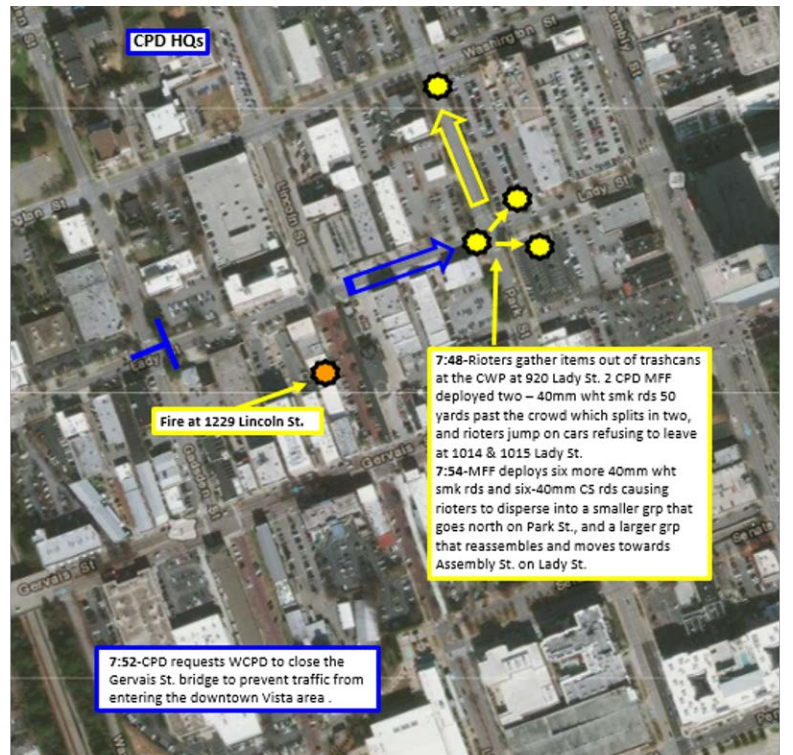 CPD HQs
Washington St
Assembly St
Lincoln St
Lady St
Park St
Lady
Fire at 1229 Lincoln St.
Gadsden St
Gervais
7:48-Rioters gather items out of trashcans
at the CWP at 920 Lady St. 2 CPD MFF
deployed two – 40mm wht smk rds 50
yards past the crowd which splits in two,
and rioters jump on cars refusing to leave
at 1014 & 1015 Lady St.
7:54-MFF deploys six more 40mm wht
smk rds and six-40mm CS rds causing
rioters to disperse into a smaller grp that
goes north on Park St., and a larger grp
that reassembles and moves towards
Assembly St. on Lady St.
Senate
Gervais St
7:52-CPD requests WCPD to close the
Gervais St. bridge to prevent traffic from
entering the downtown Vista area .